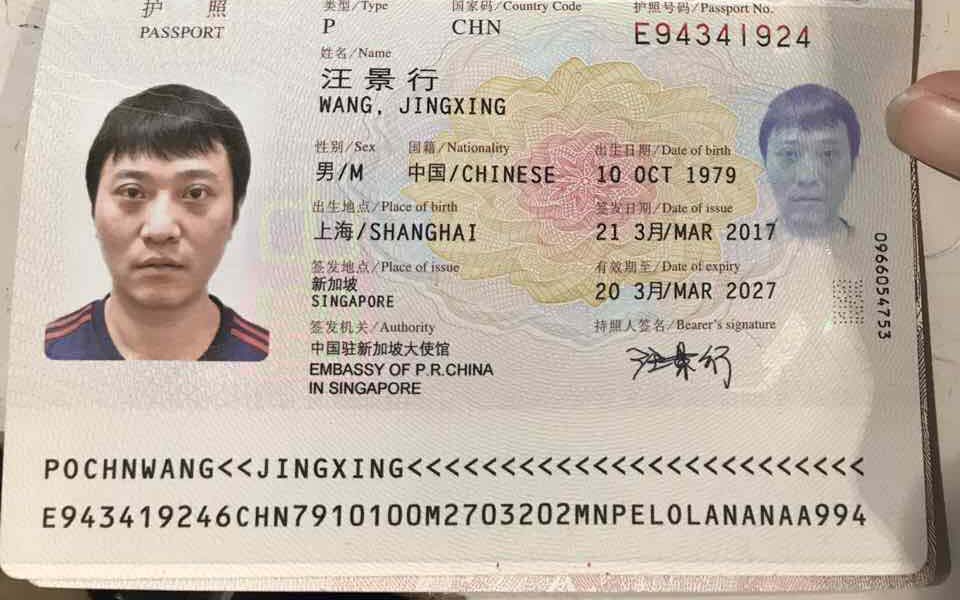 护 照
PASSPORT
类型/Type
P
国家码/Country Code
CHN
护照号码/Passport No.
E94341924
姓名/Name
汪景行
WANG, JINGXING
性别/Sex
男/M
国籍/Nationality
中国/CHINESE
出生日期/Date of birth
10 OCT 1979
出生地点/Place of birth
上海/SHANGHAI
签发日期/Date of issue
21 3月/MAR 2017
签发地点/Place of issue
新加坡
SINGAPORE
有效期至/Date of expiry
20 3月/MAR 2027
签发机关/Authority
中国驻新加坡大使馆
EMBASSY OF P.R.CHINA
IN SINGAPORE
持照人签名/Bearer's signature
汪景行
0966054753
POCHNWANG<<JINGXING<<<<<<<<<<<<<<<<<<<<<<<<<
E943419246CHN7910100M2703202MNPELOLANANAA994